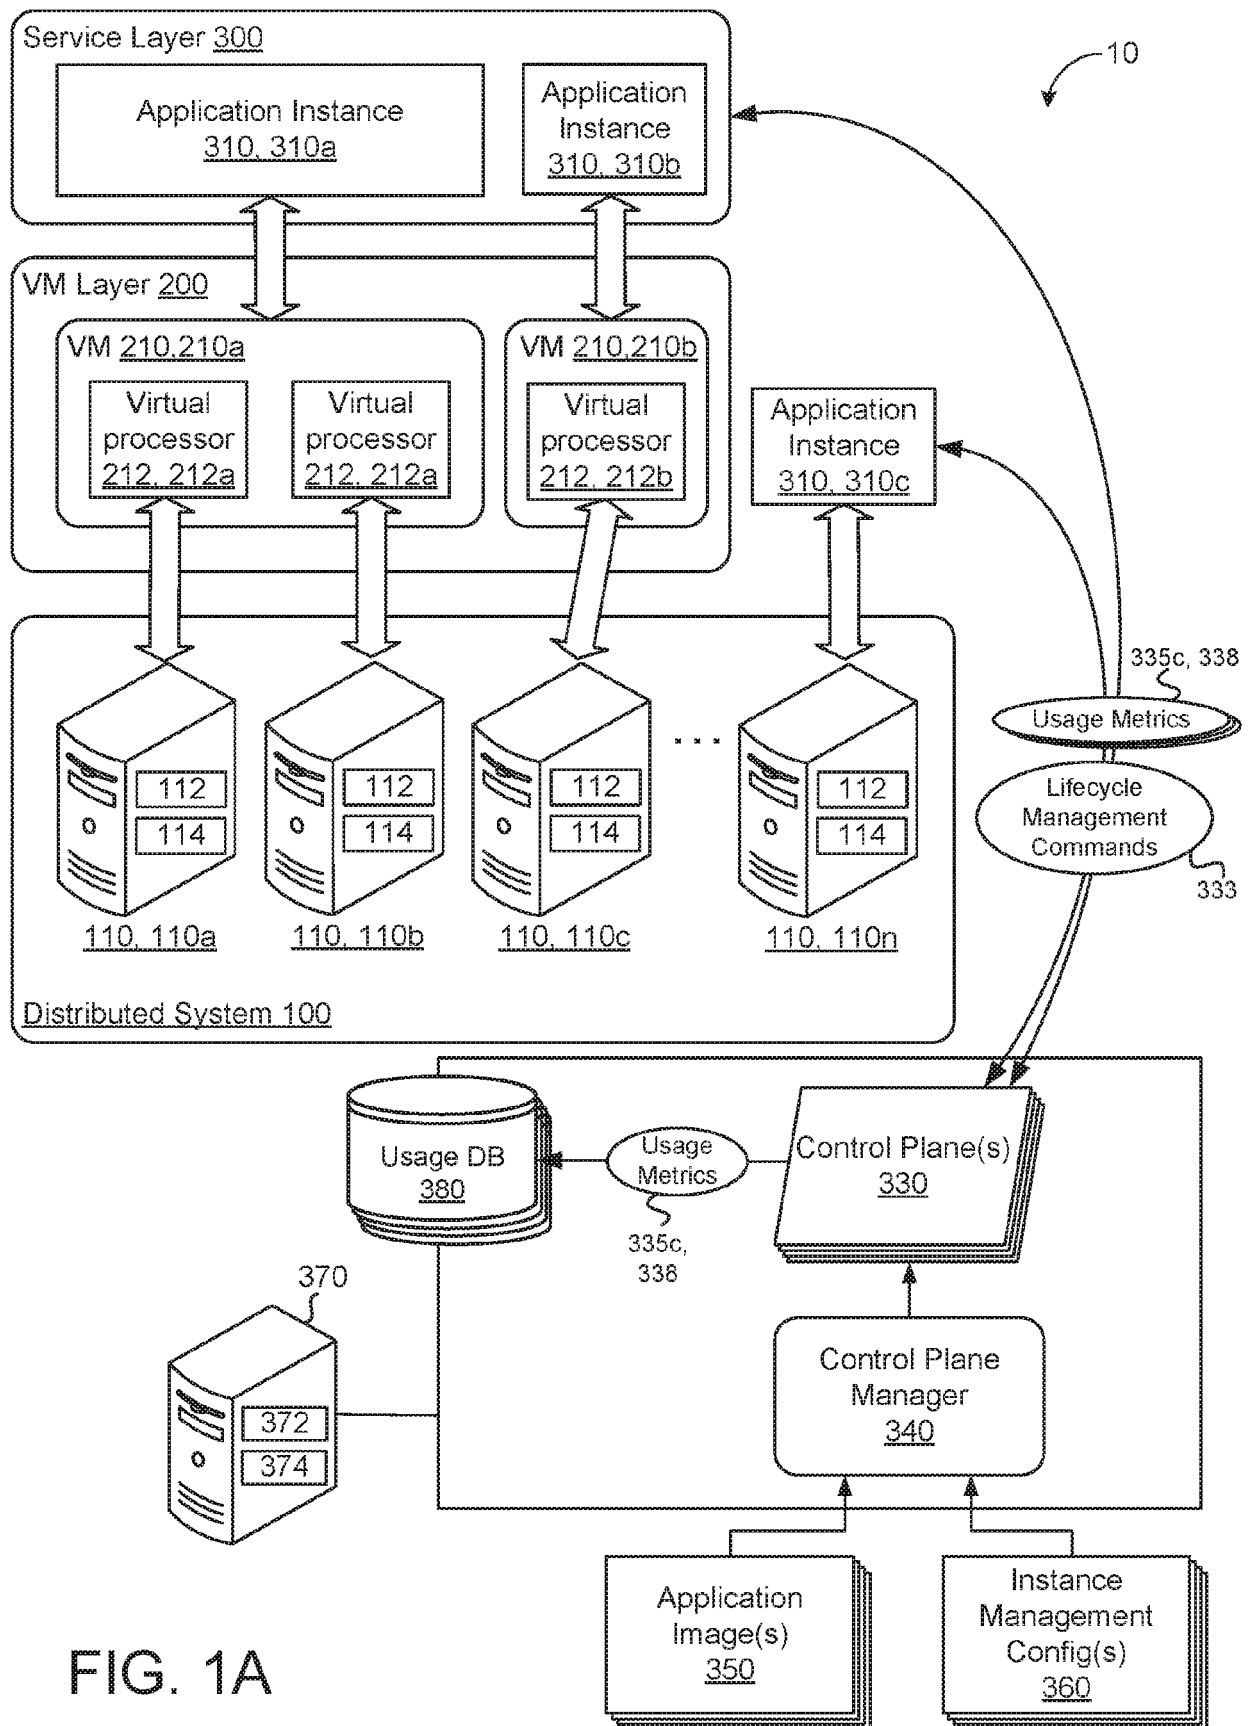 Service Layer 300
10
Application Instance
310, 310a
Application
Instance
310, 310b
VM Layer 200
VM 210,210a
Virtual
processor
212, 212a
Virtual
processor
212, 212a
VM 210,210b
Virtual
processor
212, 212b
Application
Instance
310, 310c
335c, 338
Usage Metrics
Lifecycle
Management
Commands
333
112
114
110, 110a
112
114
110, 110b
112
114
110, 110c
...
112
114
110, 110n
Distributed System 100
Usage DB
380
Usage
Metrics
335c,
338
Control Plane(s)
330
370
372
374
Control Plane
Manager
340
Application
Image(s)
350
Instance
Management
Config(s)
360
FIG. 1A